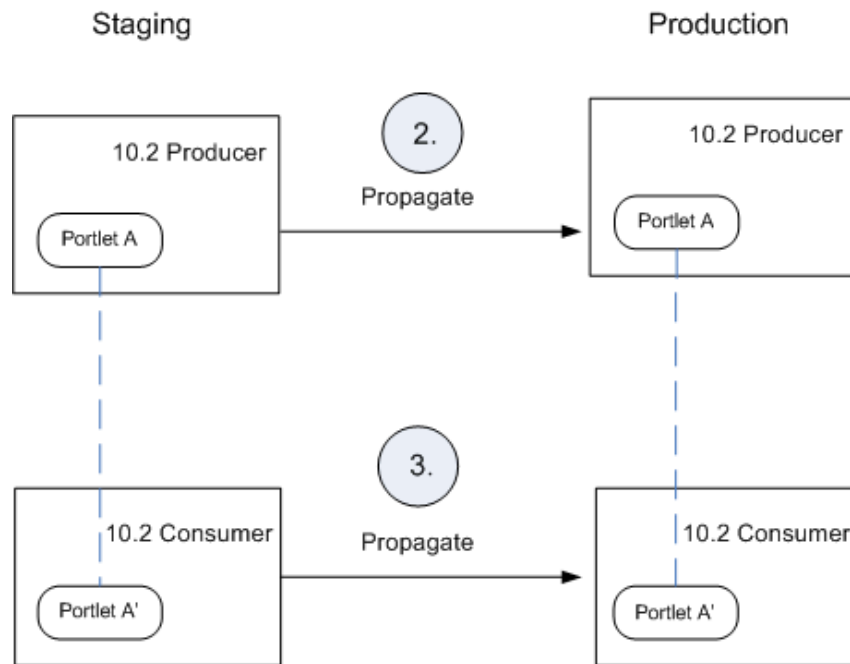 Staging
Production
10.2 Producer
Portlet A
2.
Propagate
10.2 Producer
Portlet A
10.2 Consumer
Portlet A'
3.
Propagate
10.2 Consumer
Portlet A'